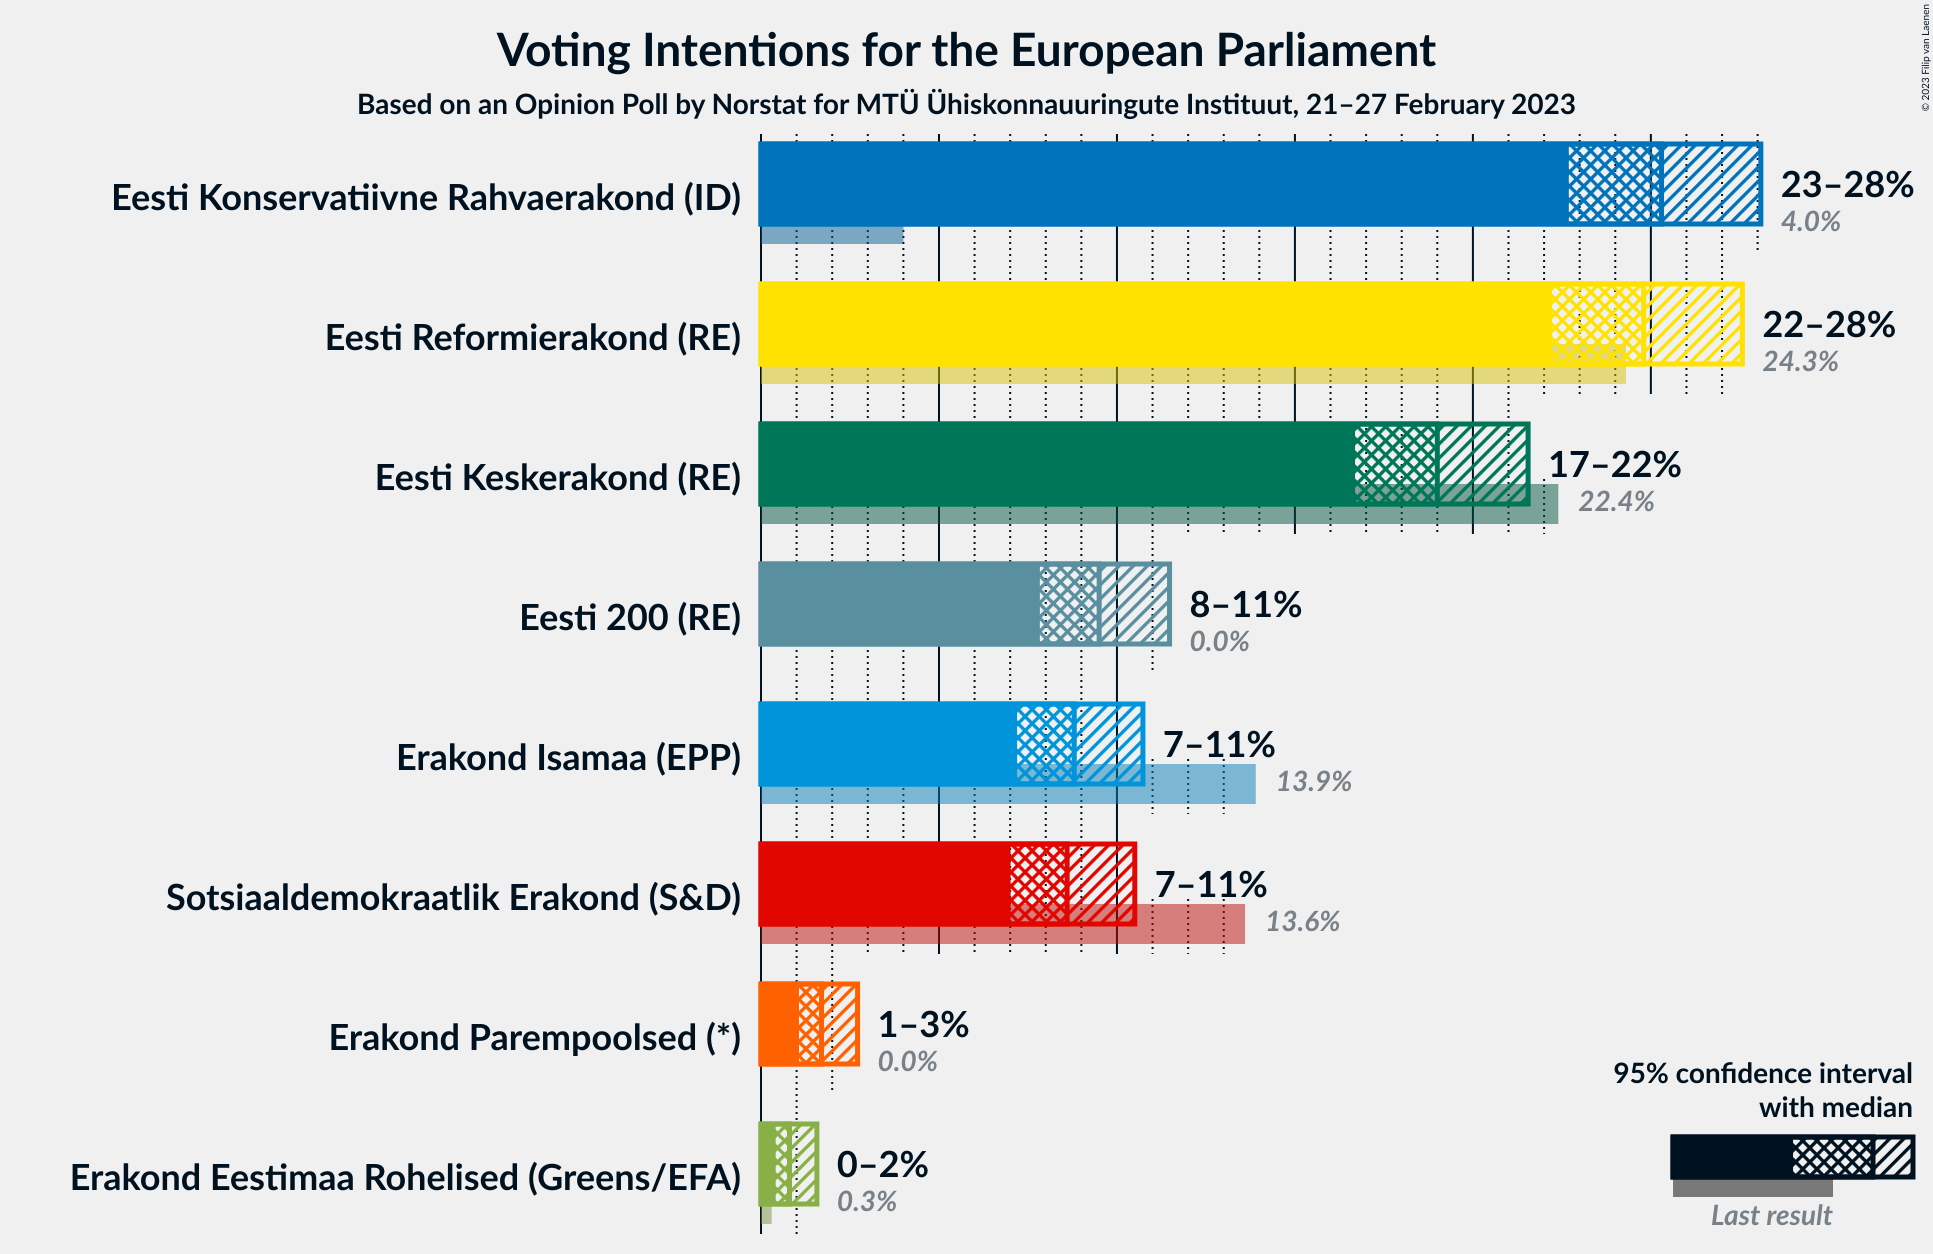 Voting Intentions for the European Parliament
Based on an Opinion Poll by Norstat for MTÜ Ühiskonnauuringute Instituut, 21–27 February 2023
© 2023 Filip van Laenen
Eesti Konservatiivne Rahvaerakond (ID)
23–28%
4.0%
Eesti Reformierakond (RE)
22–28%
24.3%
Eesti Keskerakond (RE)
17–22%
22.4%
Eesti 200 (RE)
8–11%
0.0%
Erakond Isamaa (EPP)
7–11%
13.9%
Sotsiaaldemokraatlik Erakond (S&D)
7–11%
13.6%
Erakond Parempoolsed (*)
1–3%
0.0%
Erakond Eestimaa Rohelised (Greens/EFA)
0–2%
0.3%
95% confidence interval
with median
Last result